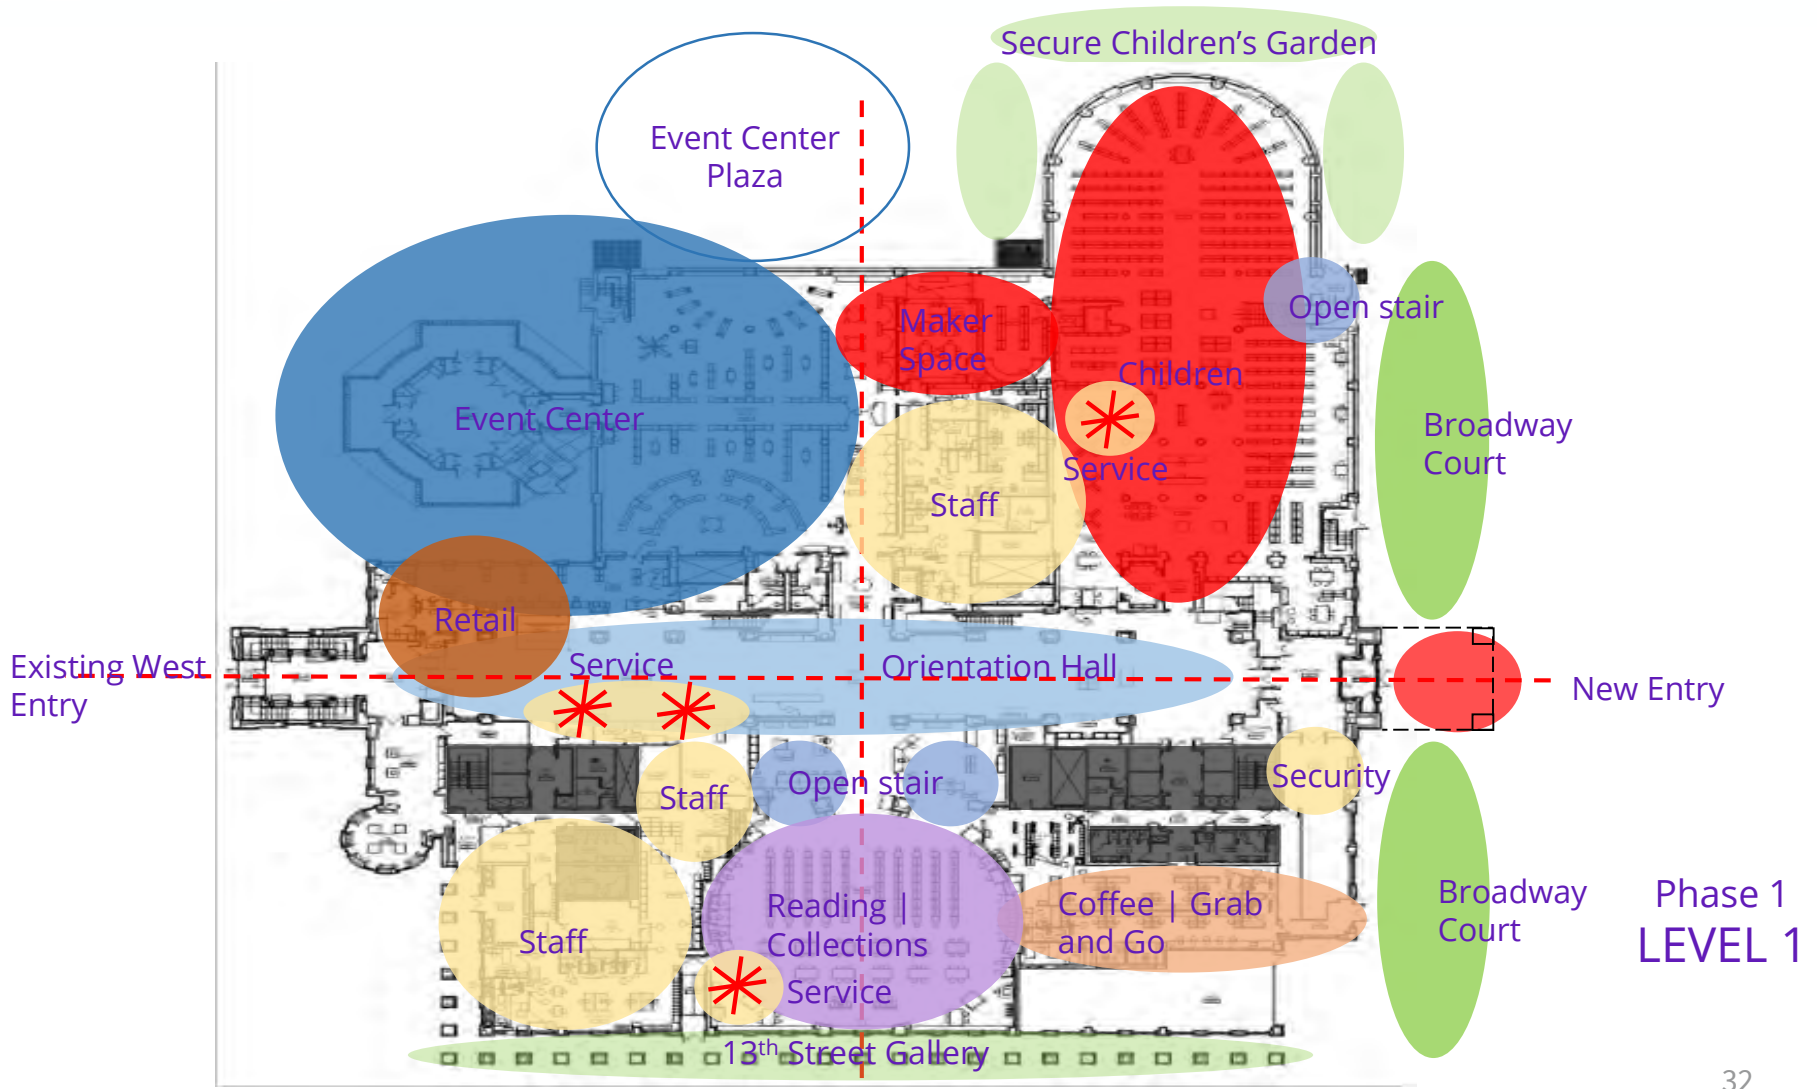 Secure Children's Garden
Event Center
Plaza
Open stair
Maker
Space
Children
Event Center
Broadway
Court
Service
Staff
Retail
Existing West
Entry
Service
Orientation Hall
New Entry
Staff
Open stair
Security
Reading |
Collections
Coffee | Grab
and Go
Broadway
Court
Phase 1
LEVEL 1
Staff
Service
13th Street Gallery
32